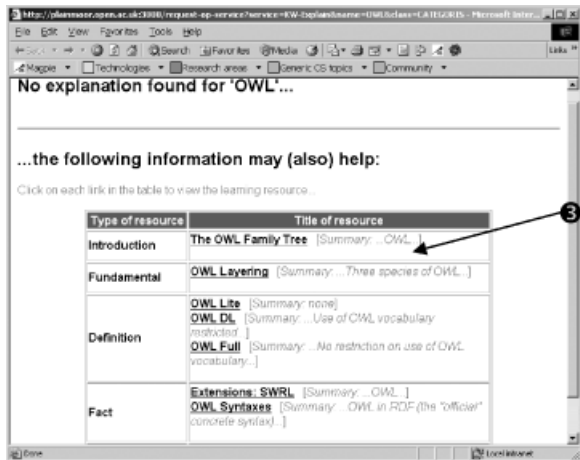 http://plainmoor.open.ac.uk:3000/request-op-service?service=KW-Explain&name=OWL&class=CATEGORIS - Microsoft Inter...
File Edit View Favorites Tools Help
Search Favorites Media Links
Magpie Technologies Research areas Generic CS topics Community
No explanation found for 'OWL'...
...the following information may (also) help:
Click on each link in the table to view the learning resource...
Type of resource Title of resource
Introduction The OWL Family Tree [Summary: ...OWL...]
3
Fundamental OWL Layering [Summary: ...Three species of OWL...]
Definition
OWL Lite [Summary: none]
OWL DL [Summary: ...Use of OWL vocabulary
restricted...]
OWL Full [Summary: ...No restriction on use of OWL
vocabulary...]
Fact
Extensions: SWRL [Summary: ...OWL...]
OWL Syntaxes [Summary: ...OWL in RDF (the "official"
concrete syntax)...]
Done Local intranet